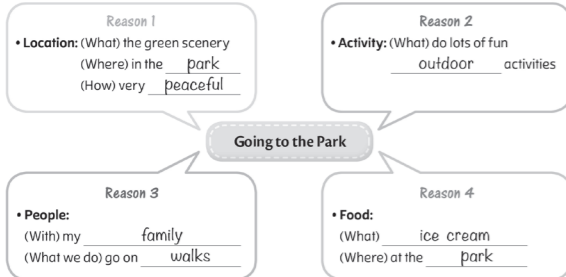 Reason 1
• Location: (What) the green scenery
(Where) in the park
(How) very peaceful
Reason 2
• Activity: (What) do lots of fun
outdoor activities
Going to the Park
Reason 3
• People:
(With) my family
(What we do) go on walks
Reason 4
• Food:
(What) ice cream
(Where) at the park